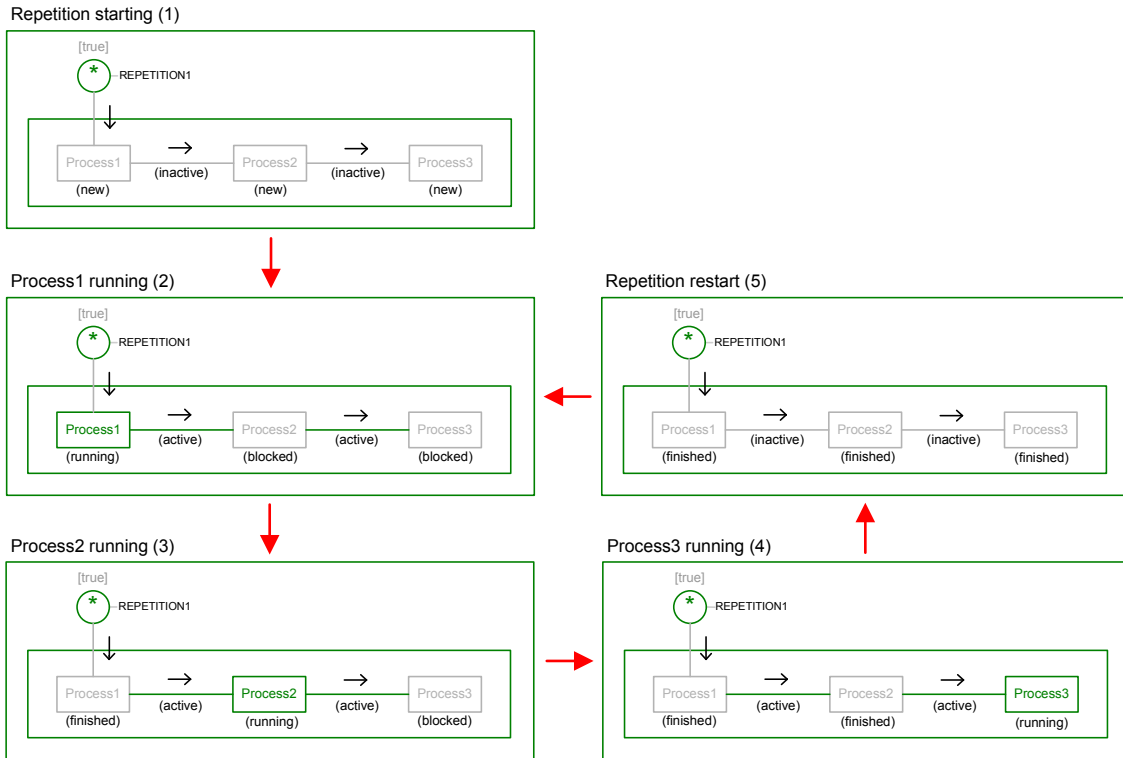 Repetition starting (1)
[true]
*
REPETITION1
Process1 Process2 Process3
(inactive) (inactive)
(new) (new) (new)
Process1 running (2)
[true]
*
REPETITION1
Process1 Process2 Process3
(active) (active)
(running) (blocked) (blocked)
Repetition restart (5)
[true]
*
REPETITION1
Process1 Process2 Process3
(inactive) (inactive)
(finished) (finished) (finished)
Process2 running (3)
[true]
*
REPETITION1
Process1 Process2 Process3
(active) (active)
(finished) (running) (blocked)
Process3 running (4)
[true]
*
REPETITION1
Process1 Process2 Process3
(active) (active)
(finished) (finished) (running)